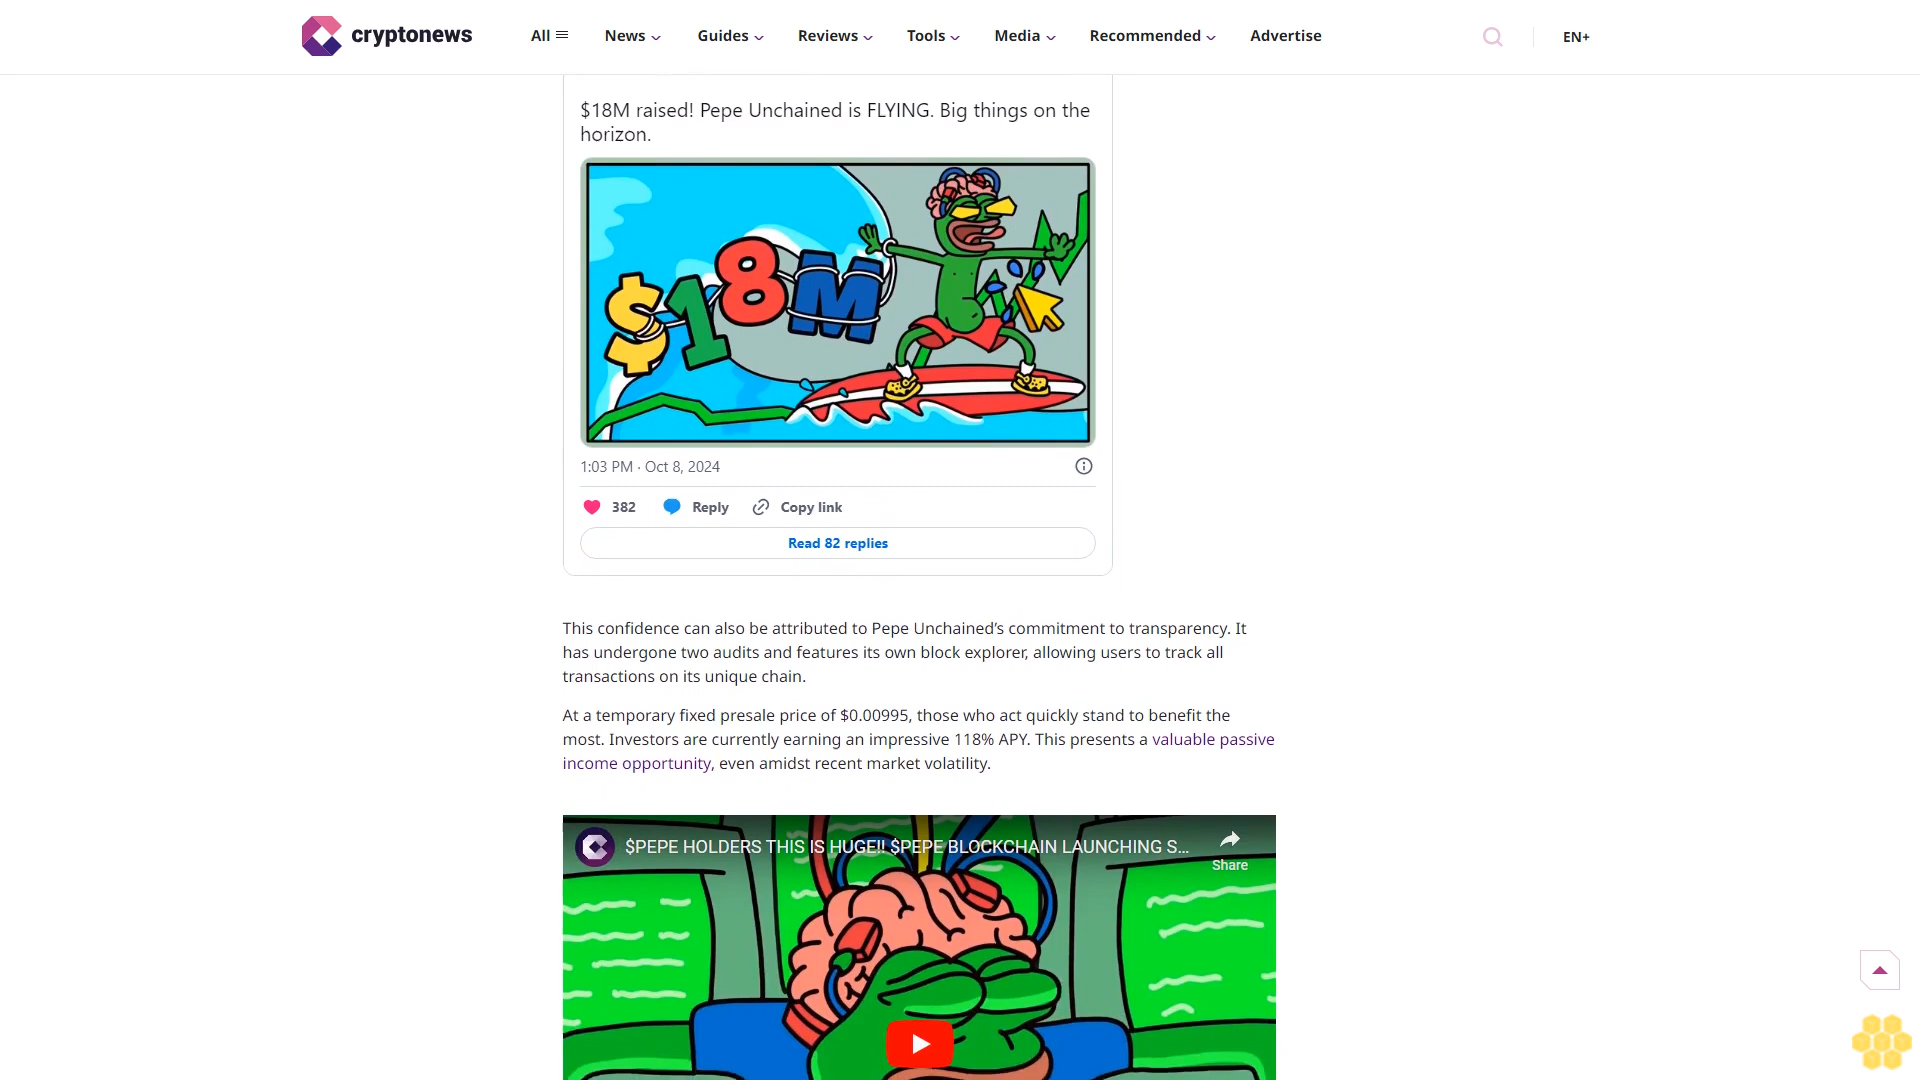 cryptonews
All
News
Guides
Reviews
Tools
Media
Recommended
Advertise
EN+
$18M raised! Pepe Unchained is FLYING. Big things on the
horizon.
$18M
1:03 PM · Oct 8, 2024
382
Reply
Copy link
Read 82 replies
This confidence can also be attributed to Pepe Unchained’s commitment to transparency. It
has undergone two audits and features its own block explorer, allowing users to track all
transactions on its unique chain.
At a temporary fixed presale price of $0.00995, those who act quickly stand to benefit the
most. Investors are currently earning an impressive 118% APY. This presents a valuable passive
income opportunity, even amidst recent market volatility.
$PEPE HOLDERS THIS IS HUGE!! $PEPE BLOCKCHAIN LAUNCHING S...
Share